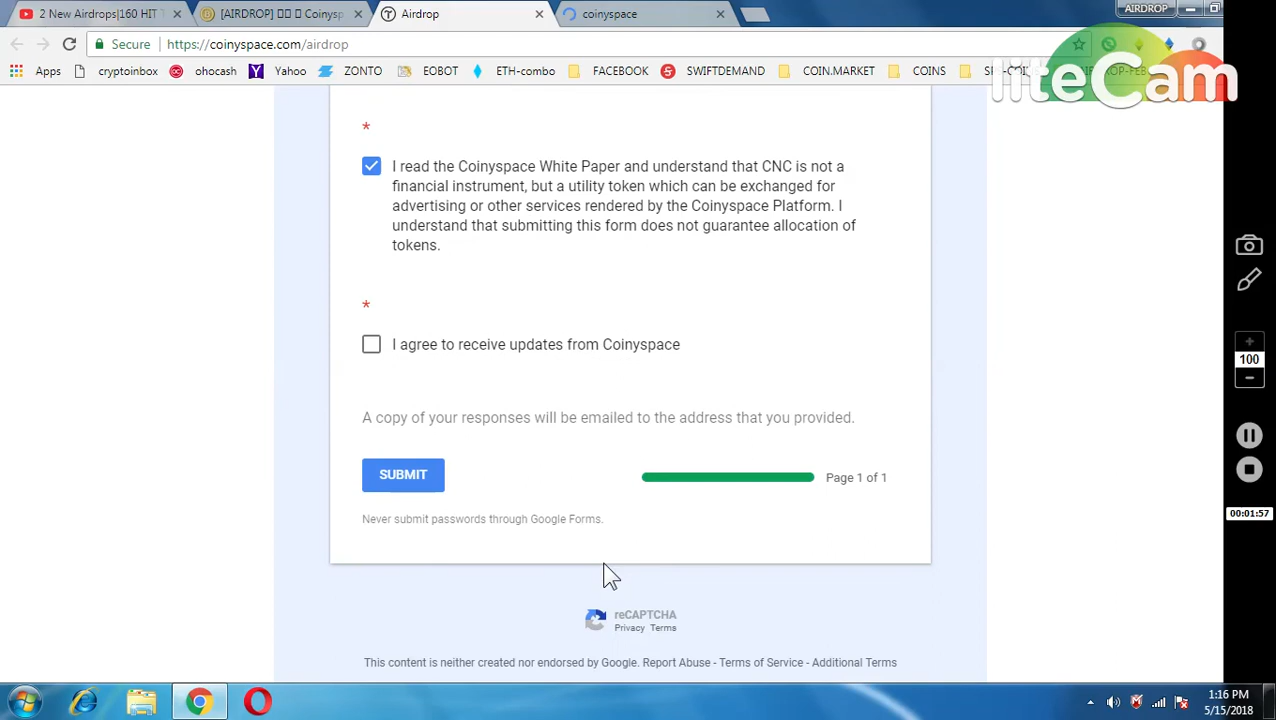 2 New Airdrops|160 HIT T
[AIRDROP] Coinysp
Airdrop
coinyspace
AIRDROP
Secure
https://coinyspace.com/airdrop
Apps
cryptoinbox
ohocash
Yahoo
ETH-combo
FACEBOOK
SWIFTDEMAND
COIN.MARKET
COINS
liteCam
*
I read the Coinyspace White Paper and understand that CNC is not a
financial instrument, but a utility token which can be exchanged for
advertising or other services rendered by the Coinyspace Platform. I
understand that submitting this form does not guarantee allocation of
tokens.
*
I agree to receive updates from Coinyspace
A copy of your responses will be emailed to the address that you provided.
SUBMIT
Page 1 of 1
Never submit passwords through Google Forms.
reCAPTCHA
Privacy Terms
This content is neither created nor endorsed by Google. Report Abuse - Terms of Service - Additional Terms
100
00:01:57
1:16 PM
5/15/2018